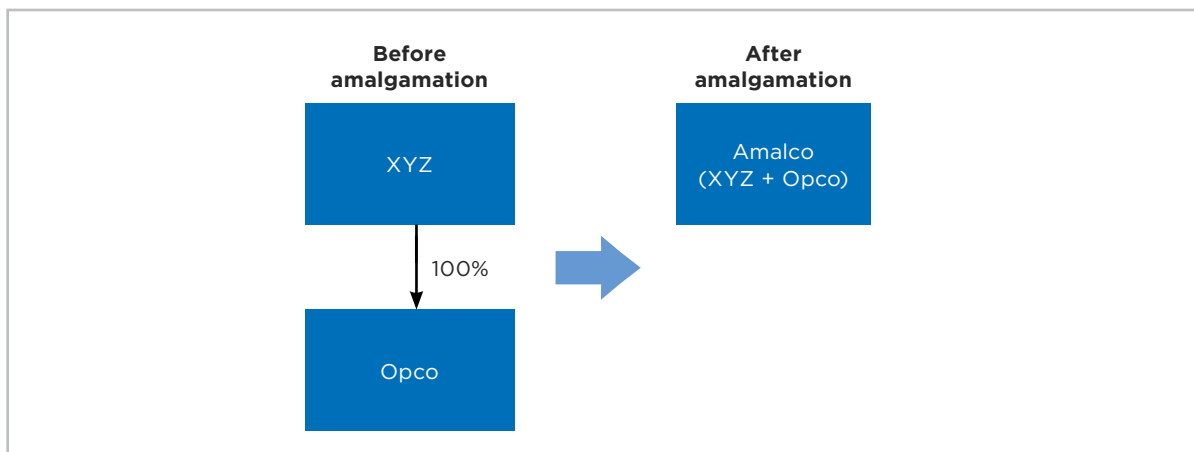 Before
amalgamation
After
amalgamation
XYZ
Amalco
(XYZ + Opco)
100%
Opco